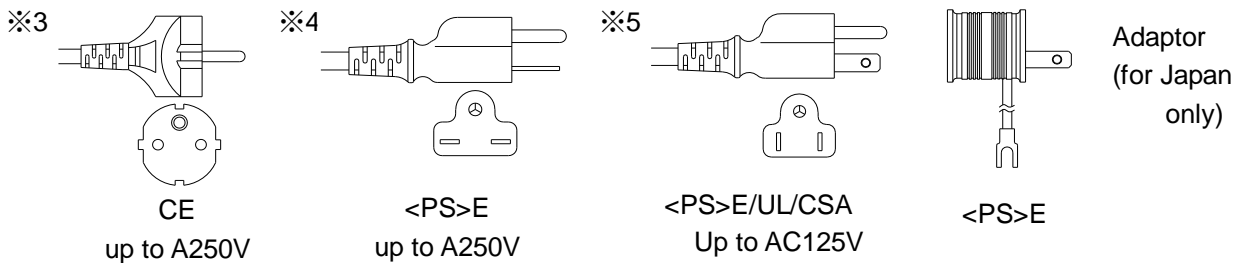 ※3
CE
up to A250V
※4
<PS>E
up to A250V
※5
<PS>E/UL/CSA
Up to AC125V
<PS>E
Adaptor
(for Japan
only)